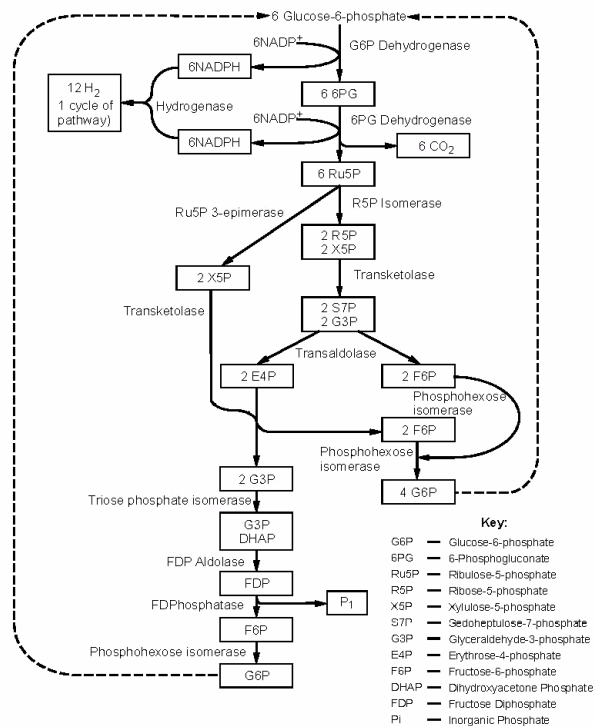 6 Glucose-6-phosphate
6NADP+
G6P Dehydrogenase
6NADPH
12 H2
1 cycle of
pathway)
Hydrogenase
6 6PG
6NADP+
6PG Dehydrogenase
6NADPH
6 CO2
6 Ru5P
Ru5P 3-epimerase
R5P Isomerase
2 R5P
2 X5P
2 X5P
Transketolase
Transketolase
2 S7P
2 G3P
Transaldolase
2 E4P
2 F6P
Phosphohexose
isomerase
2 F6P
Phosphohexose
isomerase
2 G3P
4 G6P
Triose phosphate isomerase
G3P
DHAP
FDP Aldolase
FDP
FDPhosphatase
P1
F6P
Phosphohexose isomerase
G6P
Key:
G6P — Glucose-6-phosphate
6PG — 6-Phosphogluconate
Ru5P — Ribulose-5-phosphate
R5P — Ribose-5-phosphate
X5P — Xylulose-5-phosphate
S7P — Sedoheptulose-7-phosphate
G3P — Glyceraldehyde-3-phosphate
E4P — Erythrose-4-phosphate
F6P — Fructose-6-phosphate
DHAP — Dihydroxyacetone Phosphate
FDP — Fructose Diphosphate
Pi — Inorganic Phosphate